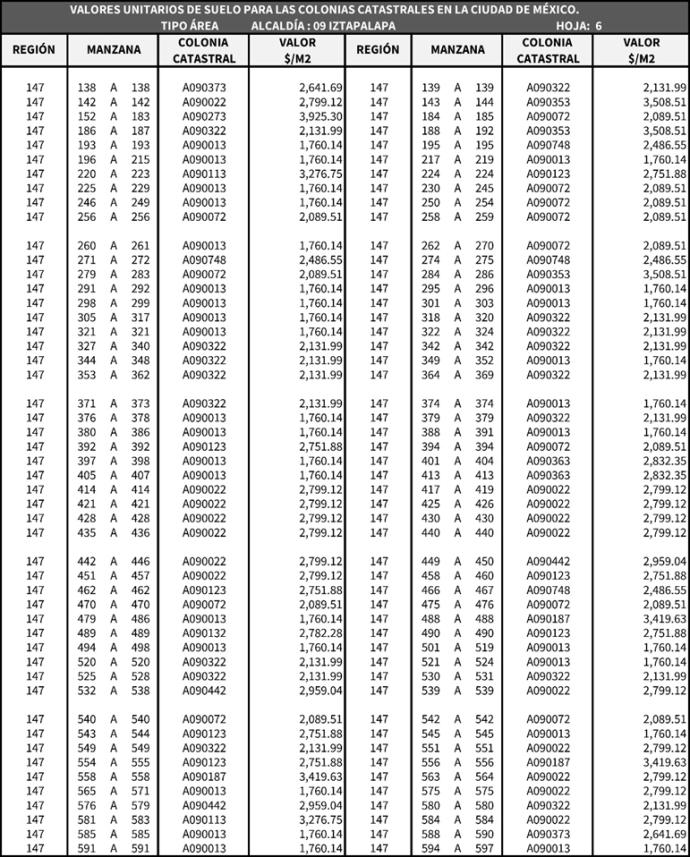 VALORES UNITARIOS DE SUELO PARA LAS COLONIAS CATASTRALES EN LA CIUDAD DE MÉXICO.
TIPO ÁREA ALCALDÍA : 09 IZTAPALAPA HOJA: 6
REGIÓN MANZANA COLONIA CATASTRAL VALOR $/M2 REGIÓN MANZANA COLONIA CATASTRAL VALOR $/M2
147 138 A 138 A090373 2,641.69 147 139 A 139 A090322 2,131.99
147 142 A 142 A090022 2,799.12 147 143 A 144 A090353 3,508.51
147 152 A 183 A090273 3,925.30 147 184 A 185 A090072 2,089.51
147 186 A 187 A090322 2,131.99 147 188 A 192 A090353 3,508.51
147 193 A 193 A090013 1,760.14 147 195 A 195 A090748 2,486.55
147 196 A 215 A090013 1,760.14 147 217 A 219 A090013 1,760.14
147 220 A 223 A090113 3,276.75 147 224 A 224 A090123 2,751.88
147 225 A 229 A090013 1,760.14 147 230 A 245 A090072 2,089.51
147 246 A 249 A090013 1,760.14 147 250 A 254 A090072 2,089.51
147 256 A 256 A090072 2,089.51 147 258 A 259 A090072 2,089.51
147 260 A 261 A090013 1,760.14 147 262 A 270 A090072 2,089.51
147 271 A 272 A090748 2,486.55 147 274 A 275 A090748 2,486.55
147 279 A 283 A090072 2,089.51 147 284 A 286 A090353 3,508.51
147 291 A 292 A090013 1,760.14 147 295 A 296 A090013 1,760.14
147 298 A 299 A090013 1,760.14 147 301 A 303 A090013 1,760.14
147 305 A 317 A090013 1,760.14 147 318 A 320 A090322 2,131.99
147 321 A 321 A090013 1,760.14 147 322 A 324 A090322 2,131.99
147 327 A 340 A090322 2,131.99 147 342 A 342 A090322 2,131.99
147 344 A 348 A090322 2,131.99 147 349 A 352 A090013 1,760.14
147 353 A 362 A090322 2,131.99 147 364 A 369 A090322 2,131.99
147 371 A 373 A090322 2,131.99 147 374 A 374 A090013 1,760.14
147 376 A 378 A090013 1,760.14 147 379 A 379 A090322 2,131.99
147 380 A 386 A090013 1,760.14 147 388 A 391 A090013 1,760.14
147 392 A 392 A090123 2,751.88 147 394 A 394 A090072 2,089.51
147 397 A 398 A090013 1,760.14 147 401 A 404 A090363 2,832.35
147 405 A 407 A090013 1,760.14 147 413 A 413 A090363 2,832.35
147 414 A 414 A090022 2,799.12 147 417 A 419 A090022 2,799.12
147 421 A 421 A090022 2,799.12 147 425 A 426 A090022 2,799.12
147 428 A 428 A090022 2,799.12 147 430 A 430 A090022 2,799.12
147 435 A 436 A090022 2,799.12 147 440 A 440 A090022 2,799.12
147 442 A 446 A090022 2,799.12 147 449 A 450 A090442 2,959.04
147 451 A 457 A090022 2,799.12 147 458 A 460 A090123 2,751.88
147 462 A 462 A090123 2,751.88 147 466 A 467 A090748 2,486.55
147 470 A 470 A090072 2,089.51 147 475 A 476 A090072 2,089.51
147 479 A 486 A090013 1,760.14 147 488 A 488 A090187 3,419.63
147 489 A 489 A090132 2,782.28 147 490 A 490 A090123 2,751.88
147 494 A 498 A090013 1,760.14 147 501 A 519 A090013 1,760.14
147 520 A 520 A090322 2,131.99 147 521 A 524 A090013 1,760.14
147 525 A 528 A090322 2,131.99 147 530 A 531 A090322 2,131.99
147 532 A 538 A090442 2,959.04 147 539 A 539 A090022 2,799.12
147 540 A 540 A090072 2,089.51 147 542 A 542 A090072 2,089.51
147 543 A 544 A090123 2,751.88 147 545 A 545 A090013 1,760.14
147 549 A 549 A090322 2,131.99 147 551 A 551 A090022 2,799.12
147 554 A 555 A090123 2,751.88 147 556 A 556 A090187 3,419.63
147 558 A 558 A090187 3,419.63 147 563 A 564 A090022 2,799.12
147 565 A 571 A090013 1,760.14 147 575 A 575 A090022 2,799.12
147 576 A 579 A090442 2,959.04 147 580 A 580 A090322 2,131.99
147 581 A 583 A090113 3,276.75 147 584 A 584 A090022 2,799.12
147 585 A 585 A090013 1,760.14 147 588 A 590 A090373 2,641.69
147 591 A 591 A090013 1,760.14 147 594 A 597 A090013 1,760.14